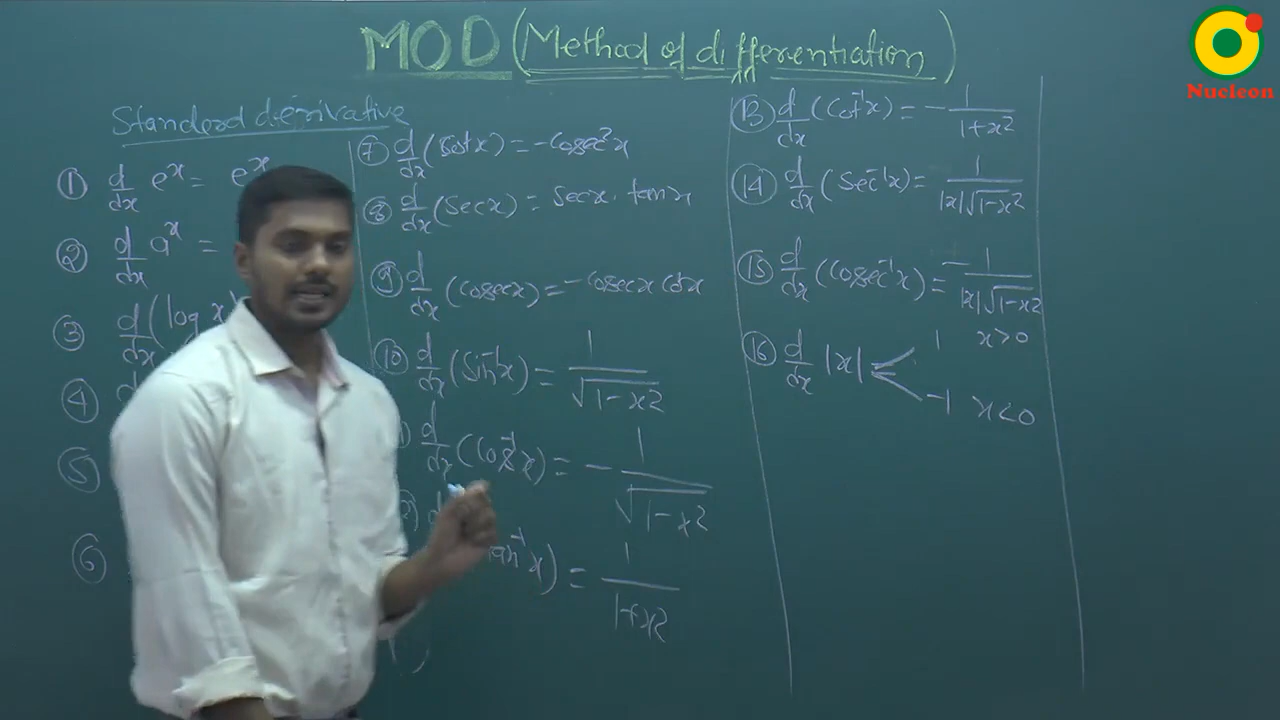 MOD (Method of differentiation)
Nucleon
Standard derivative
① d/dx e^x = e^x
② d/dx a^x =
③ d/dx (log x)
④ d
⑤
⑥
⑦ d/dx (cot x) = -cosec²x
⑧ d/dx (sec x) = sec x . tan x
⑨ d/dx (cosec x) = -cosec x cot x
⑩ d/dx (sin⁻¹x) = 1/√(1-x²)
d/dx (cos⁻¹x) = - 1/√(1-x²)
tan⁻¹x) = 1/(1+x²)
⑬ d/dx (cot⁻¹x) = - 1/(1+x²)
⑭ d/dx (sec⁻¹x) = 1/(|x|√(1-x²))
⑮ d/dx (cosec⁻¹x) = - 1/(|x|√(1-x²))
⑯ d/dx |x| = 1 x>0
-1 x<0